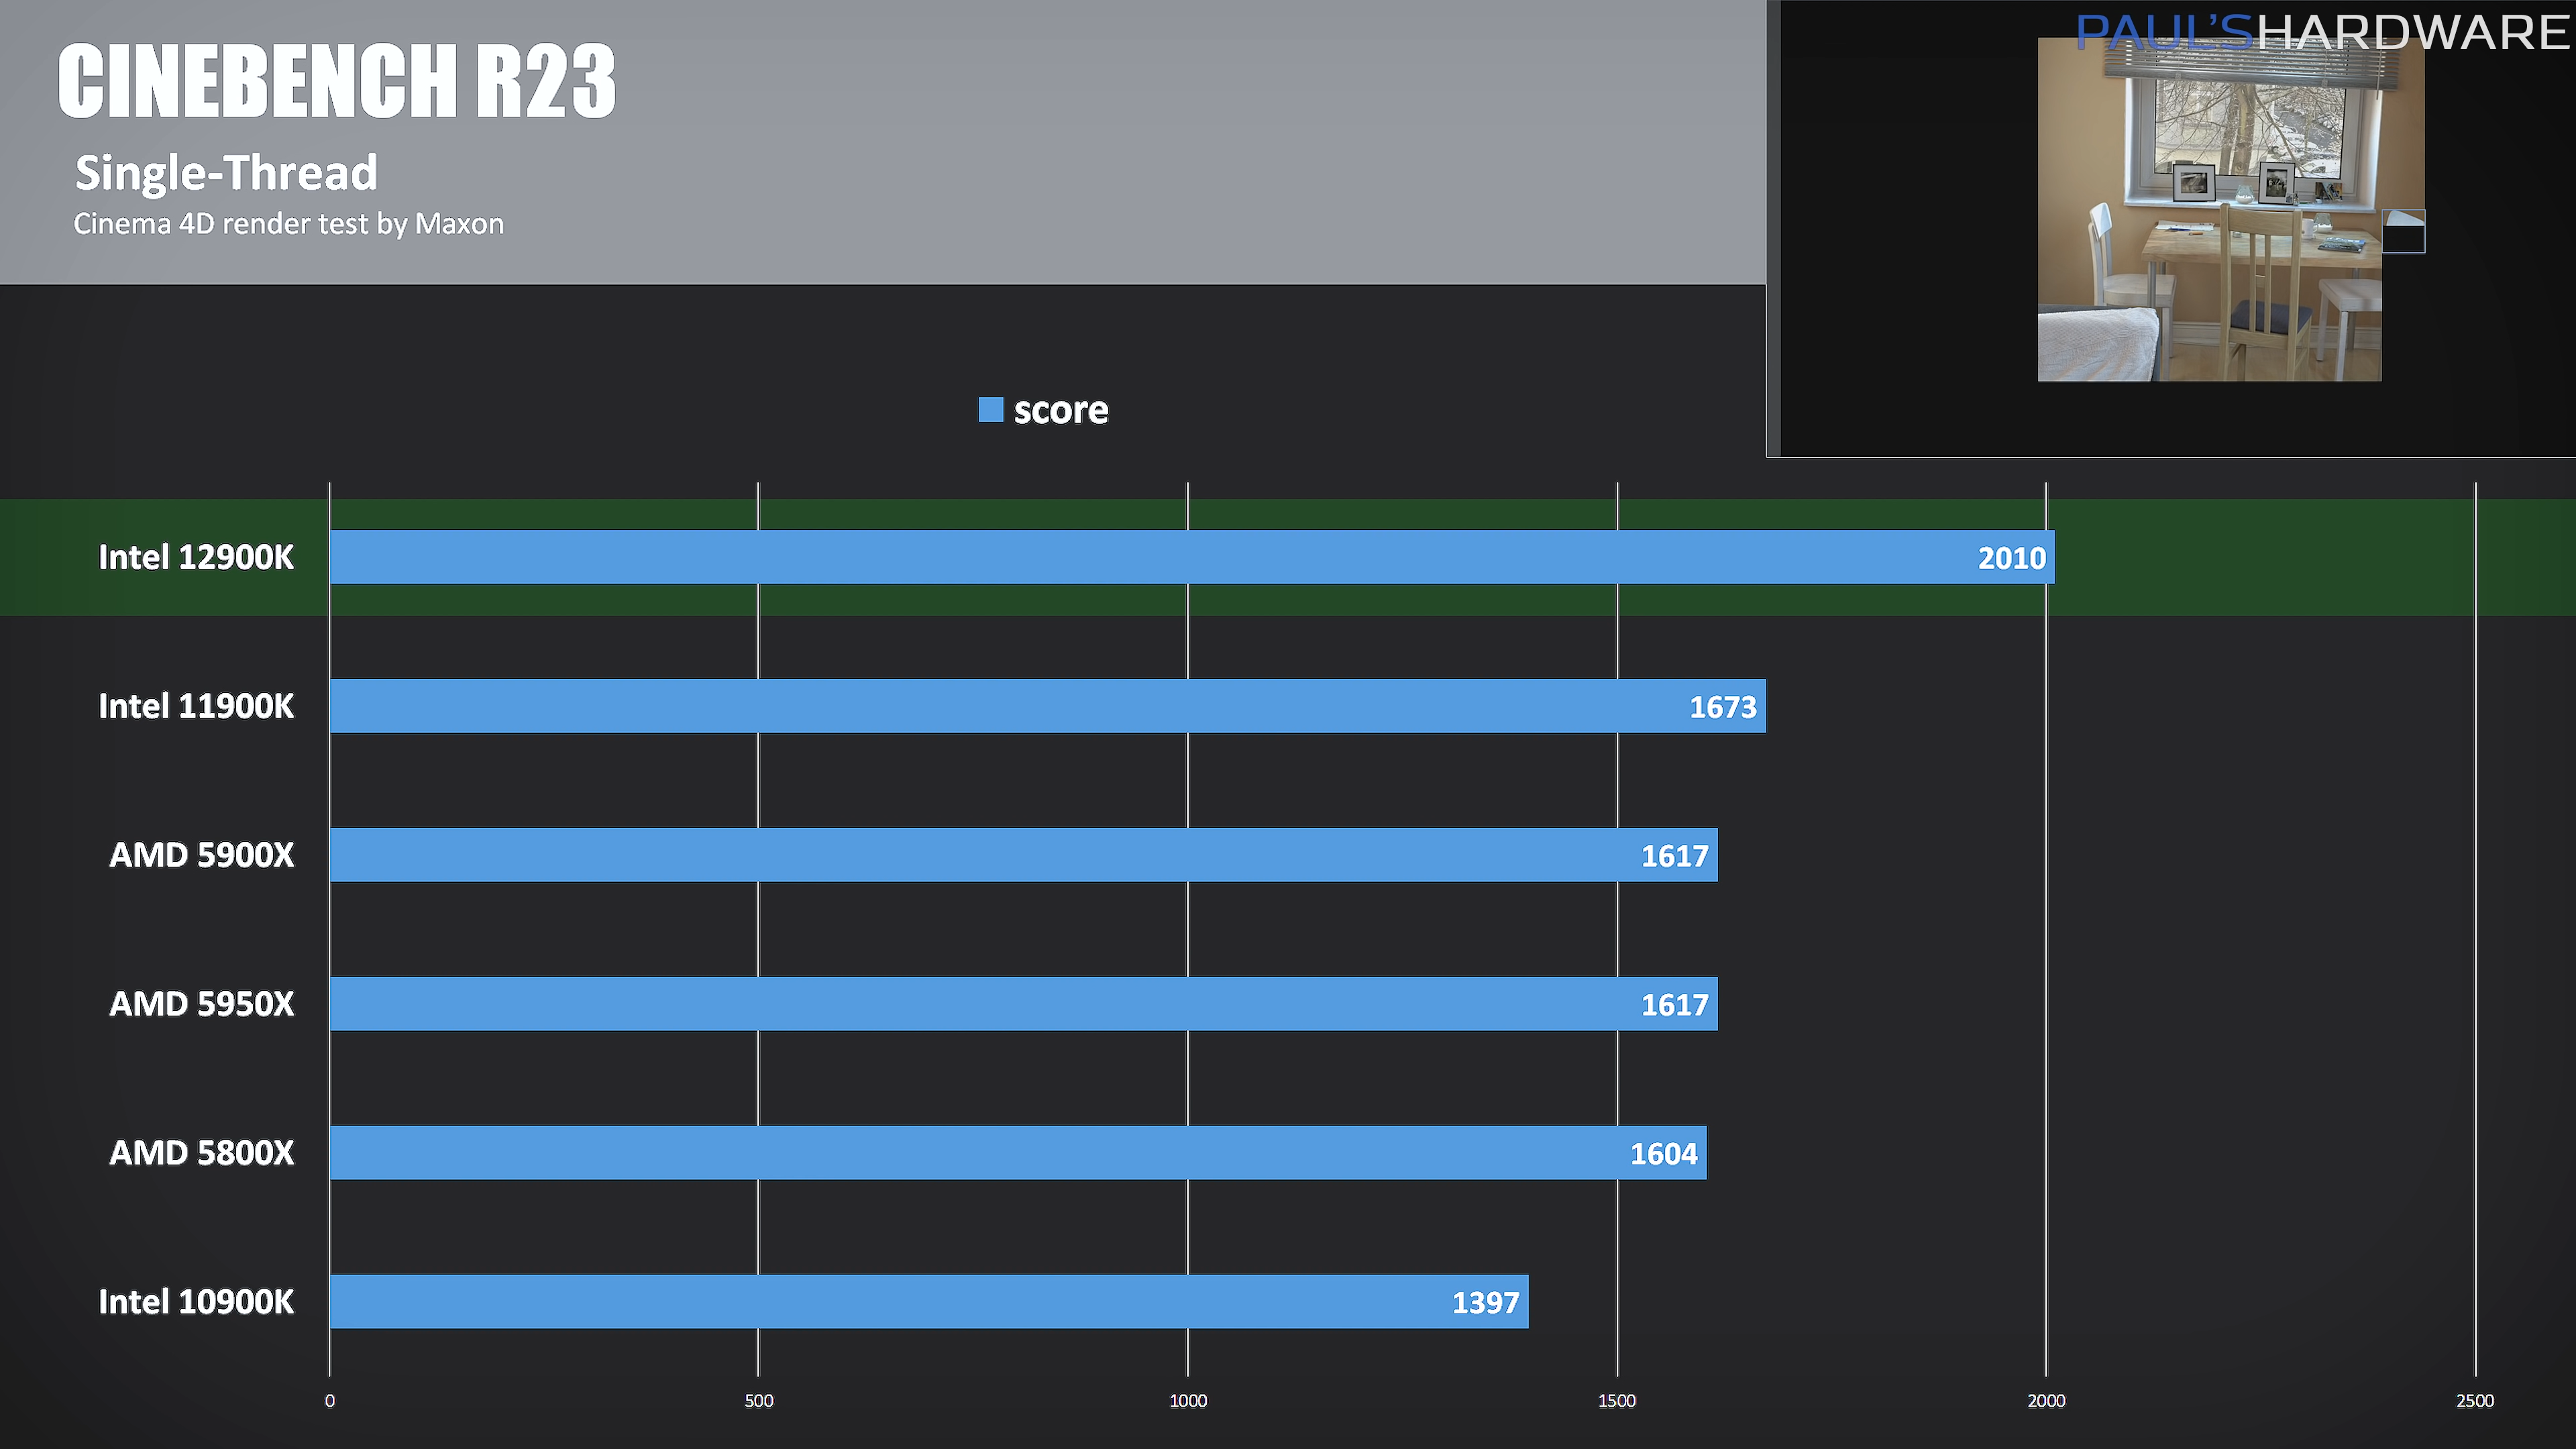 CINEBENCH R23
Single-Thread
Cinema 4D render test by Maxon
PAUL'SHARDWARE
score
Intel 12900K 2010
Intel 11900K 1673
AMD 5900X 1617
AMD 5950X 1617
AMD 5800X 1604
Intel 10900K 1397
0 500 1000 1500 2000 2500